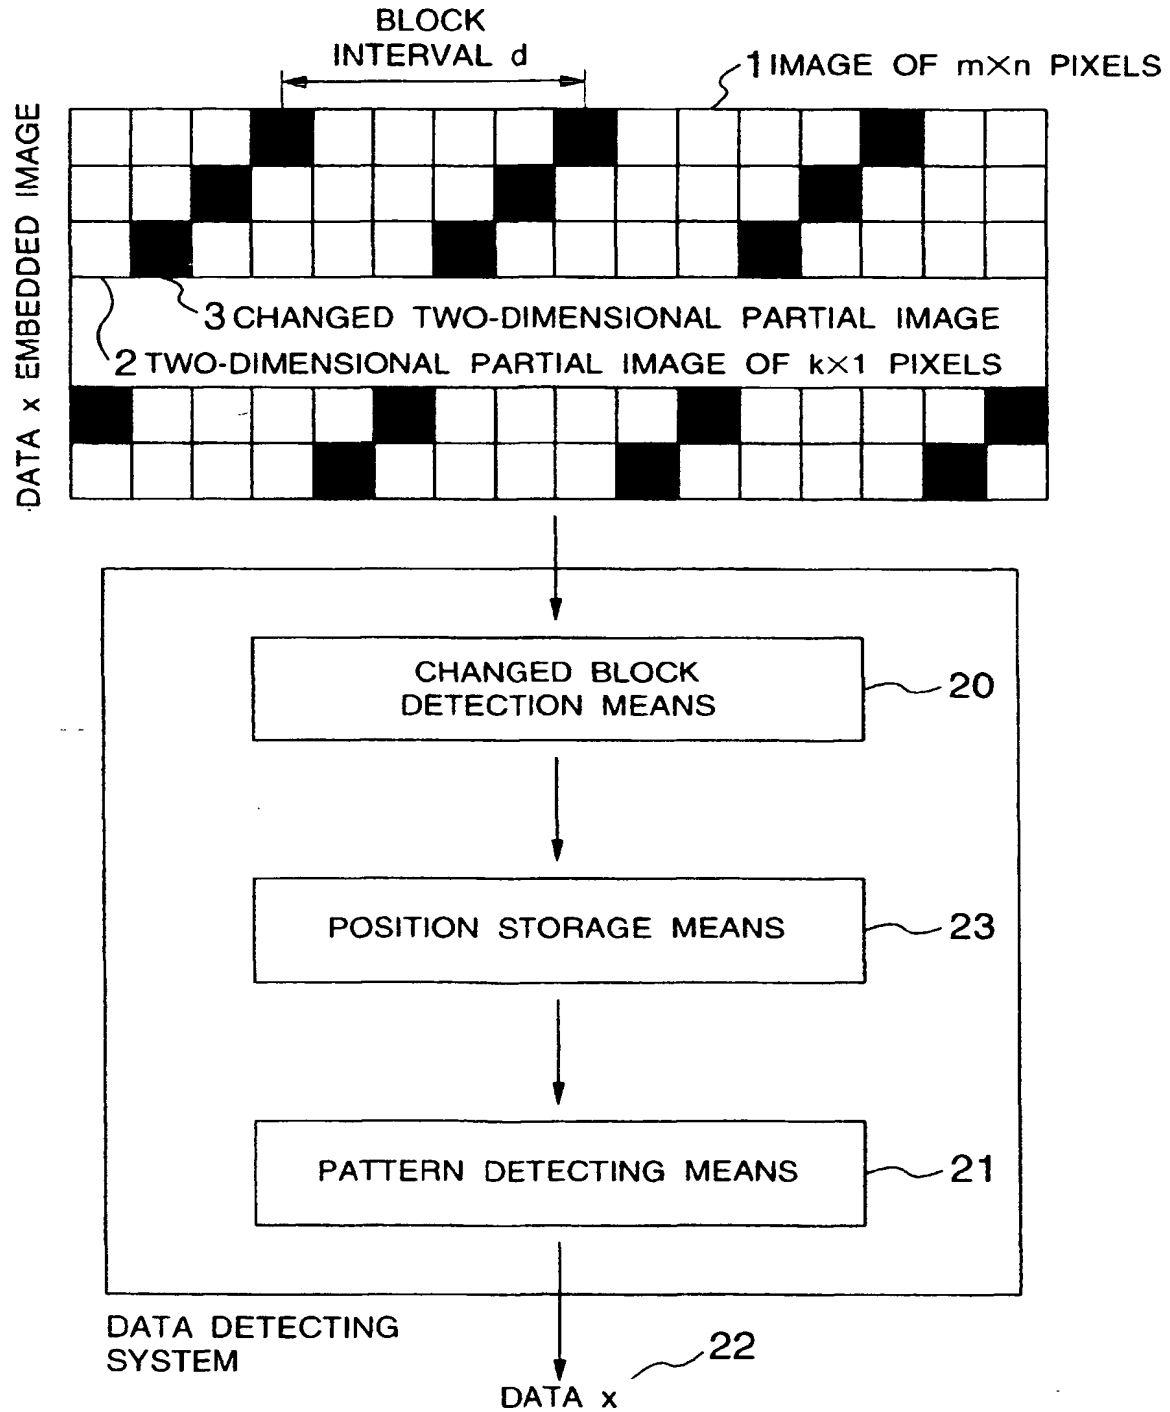 BLOCK
INTERVAL d
1 IMAGE OF m×n PIXELS
DATA x EMBEDDED IMAGE
3 CHANGED TWO-DIMENSIONAL PARTIAL IMAGE
2 TWO-DIMENSIONAL PARTIAL IMAGE OF k×1 PIXELS
CHANGED BLOCK
DETECTION MEANS
20
POSITION STORAGE MEANS
23
PATTERN DETECTING MEANS
21
DATA DETECTING
SYSTEM
22
DATA x